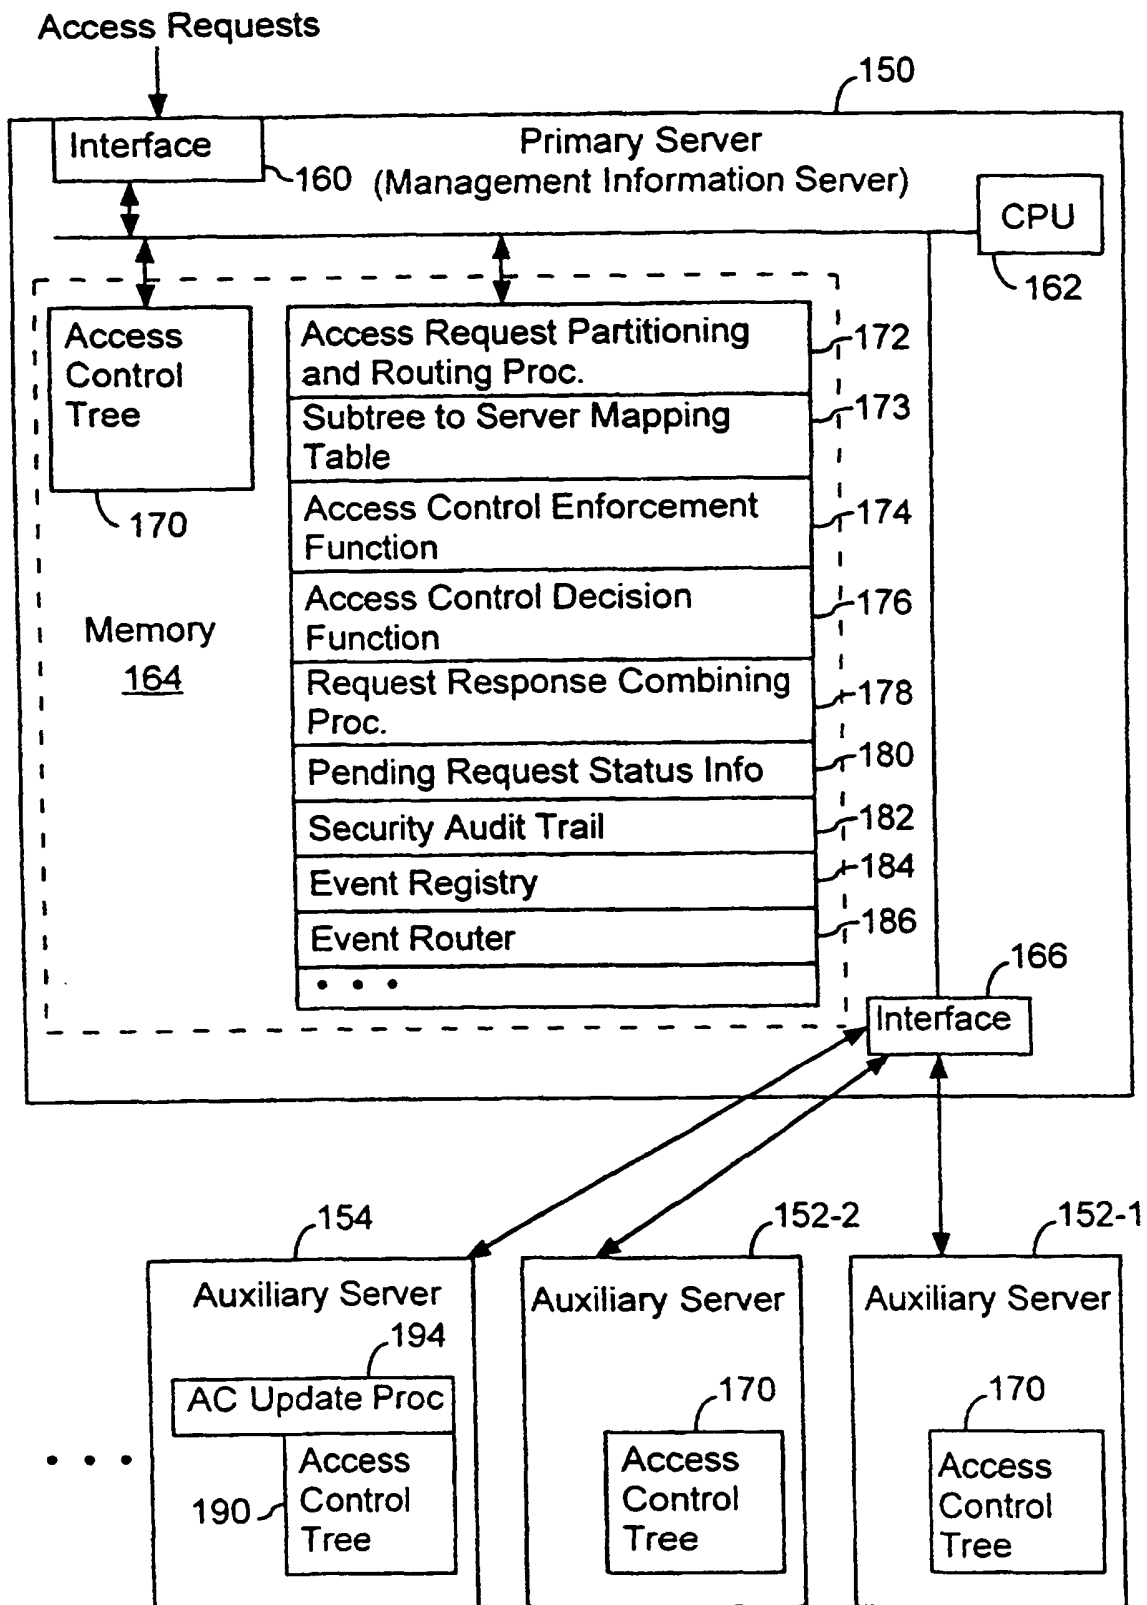 Access Requests
150
Interface
160
Primary Server
(Management Information Server)
CPU
162
Access
Control
Tree
170
Memory
164
Access Request Partitioning
and Routing Proc.
172
Subtree to Server Mapping
Table
173
Access Control Enforcement
Function
174
Access Control Decision
Function
176
Request Response Combining
Proc.
178
Pending Request Status Info
180
Security Audit Trail
182
Event Registry
184
Event Router
186
• • •
166
Interface
154
Auxiliary Server
194
AC Update Proc
190
Access
Control
Tree
• • •
152-2
Auxiliary Server
170
Access
Control
Tree
152-1
Auxiliary Server
170
Access
Control
Tree